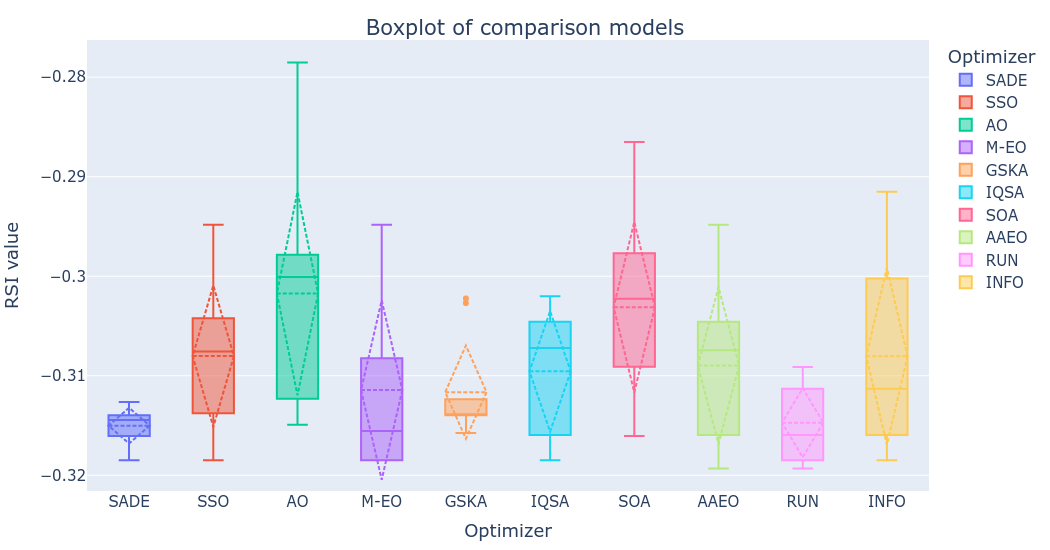 Boxplot of comparison models
RSI value
−0.28
−0.29
−0.3
−0.31
−0.32
SADE
SSO
AO
M-EO
GSKA
IQSA
SOA
AAEO
RUN
INFO
Optimizer
Optimizer
SADE
SSO
AO
M-EO
GSKA
IQSA
SOA
AAEO
RUN
INFO